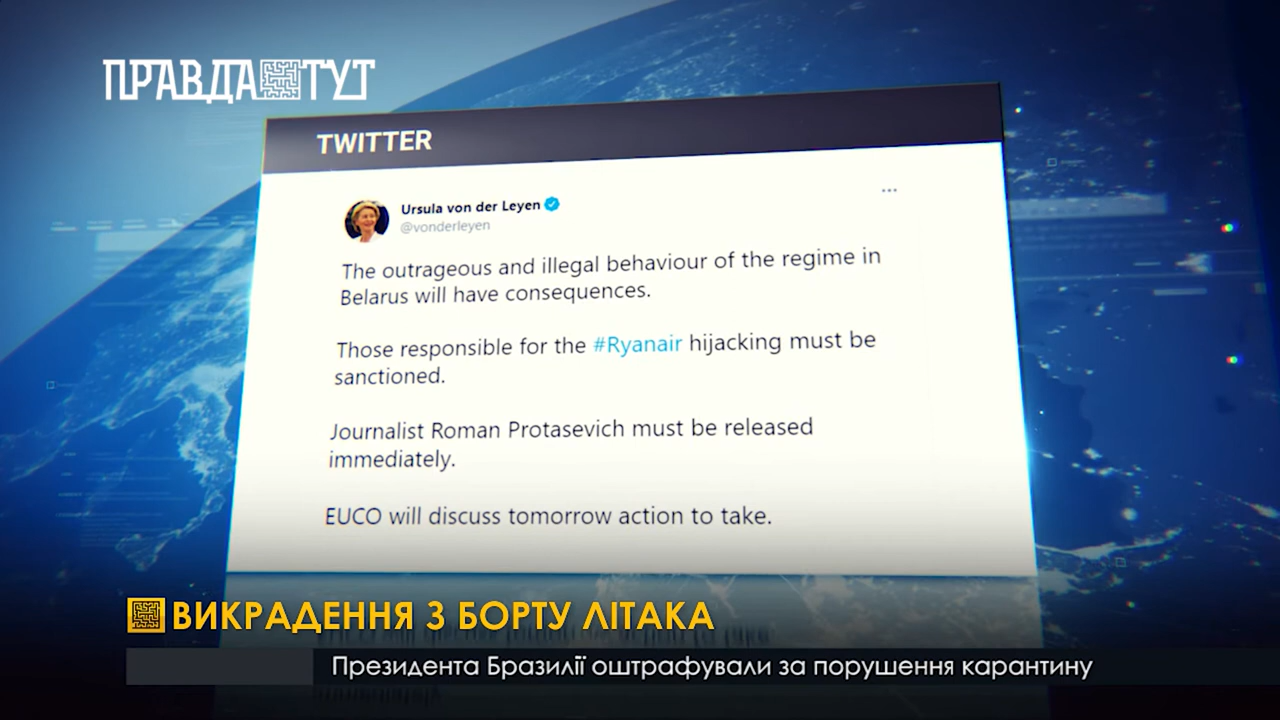 ПРАВДА ТУТ
TWITTER
Ursula von der Leyen
@vonderleyen
The outrageous and illegal behaviour of the regime in
Belarus will have consequences.
Those responsible for the #Ryanair hijacking must be
sanctioned.
Journalist Roman Protasevich must be released
immediately.
EUCO will discuss tomorrow action to take.
ВИКРАДЕННЯ З БОРТУ ЛІТАКА
Президента Бразилії оштрафували за порушення карантину